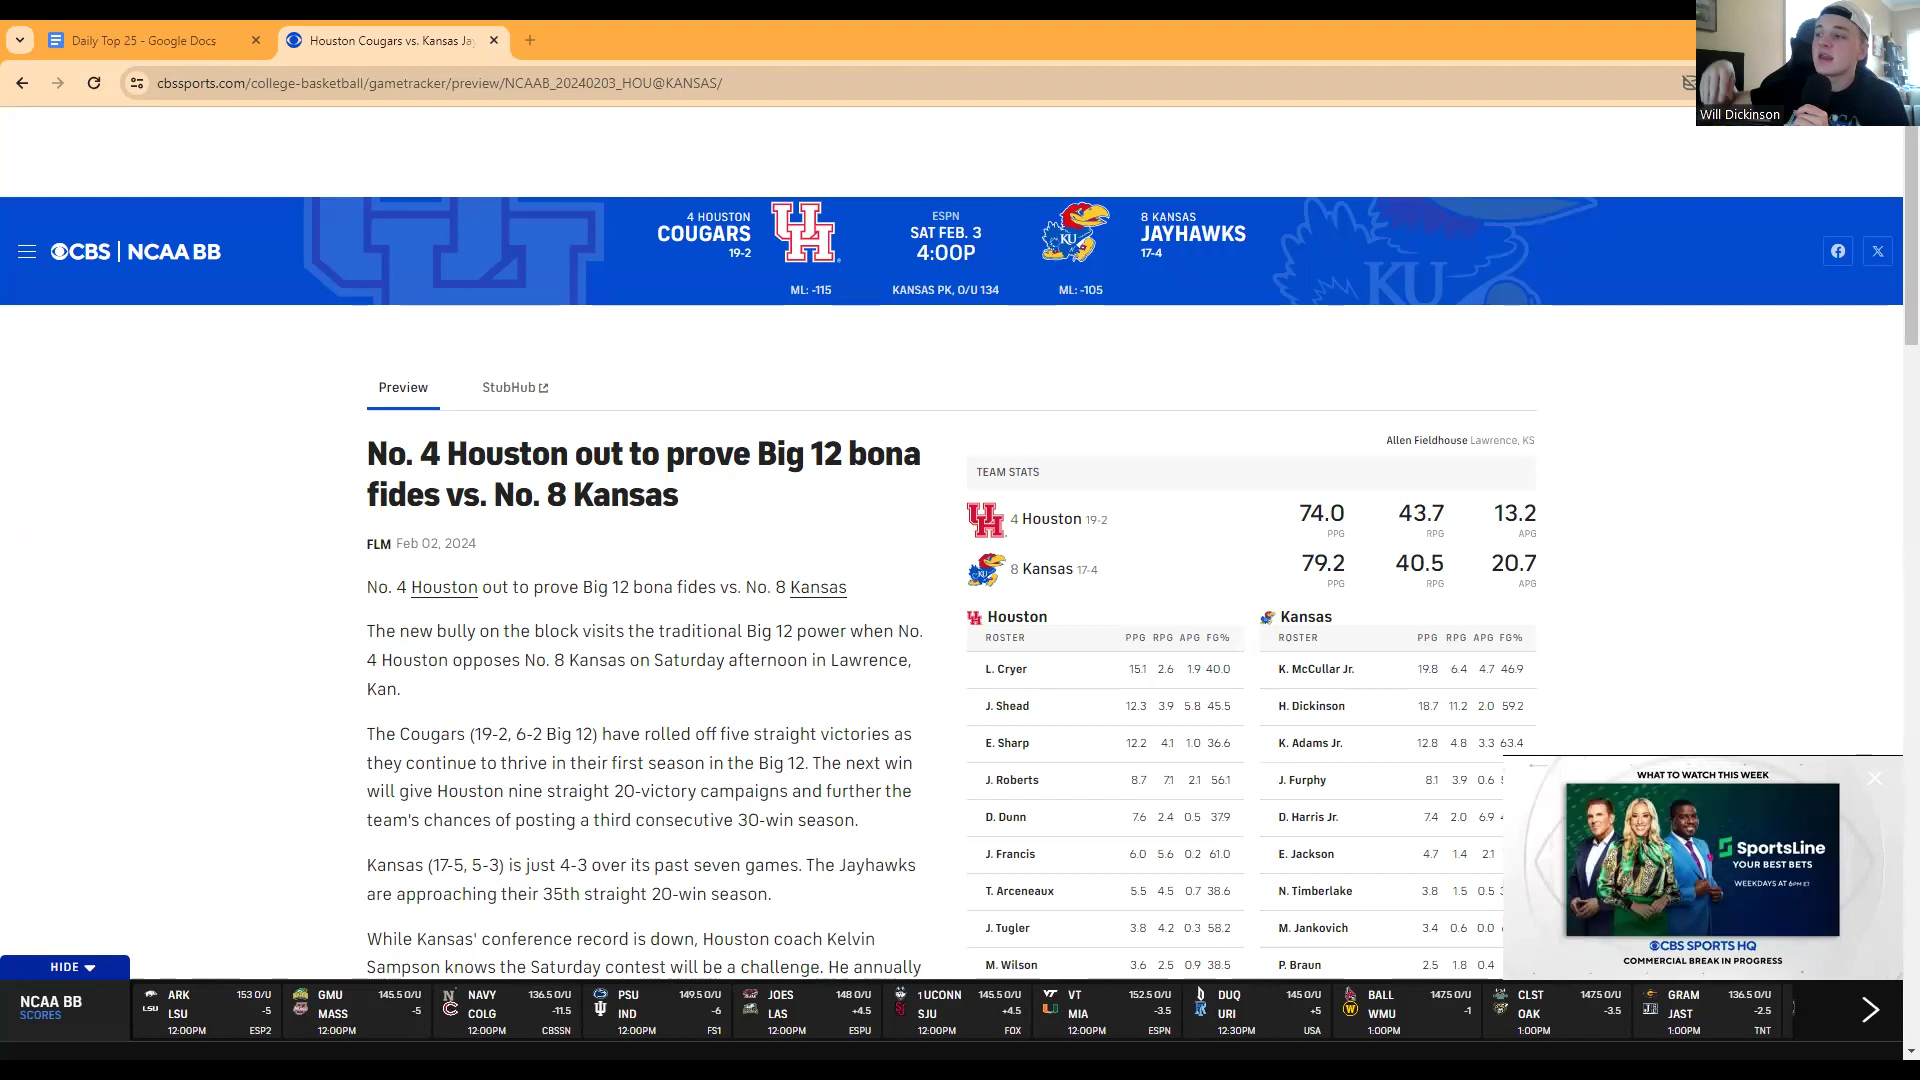 Daily Top 25 - Google Docs
Houston Cougars vs. Kansas Ja
cbssports.com/college-basketball/gametracker/preview/NCAAB_20240203_HOU@KANSAS/
Will Dickinson
CBS | NCAA BB
4 HOUSTON
COUGARS
19-2
ESPN
SAT FEB. 3
4:00P
8 KANSAS
JAYHAWKS
17-4
ML: -115
KANSAS PK, O/U 134
ML: -105
KU
KU
Preview
StubHub
No. 4 Houston out to prove Big 12 bona
fides vs. No. 8 Kansas
FLM Feb 02, 2024
No. 4 Houston out to prove Big 12 bona fides vs. No. 8 Kansas
The new bully on the block visits the traditional Big 12 power when No.
4 Houston opposes No. 8 Kansas on Saturday afternoon in Lawrence,
Kan.
The Cougars (19-2, 6-2 Big 12) have rolled off five straight victories as
they continue to thrive in their first season in the Big 12. The next win
will give Houston nine straight 20-victory campaigns and further the
team's chances of posting a third consecutive 30-win season.
Kansas (17-5, 5-3) is just 4-3 over its past seven games. The Jayhawks
are approaching their 35th straight 20-win season.
While Kansas' conference record is down, Houston coach Kelvin
Sampson knows the Saturday contest will be a challenge. He annually
Allen Fieldhouse Lawrence, KS
TEAM STATS
4 Houston 19-2 74.0 43.7 13.2
PPG RPG APG
8 Kansas 17-4 79.2 40.5 20.7
PPG RPG APG
Houston
ROSTER PPG RPG APG FG%
L. Cryer 15.1 2.6 1.9 40.0
J. Shead 12.3 3.9 5.8 45.5
E. Sharp 12.2 4.1 1.0 36.6
J. Roberts 8.7 7.1 2.1 56.1
D. Dunn 7.6 2.4 0.5 37.9
J. Francis 6.0 5.6 0.2 61.0
T. Arceneaux 5.5 4.5 0.7 38.6
J. Tugler 3.8 4.2 0.3 58.2
M. Wilson 3.6 2.5 0.9 38.5
Kansas
ROSTER PPG RPG APG FG%
K. McCullar Jr. 19.8 6.4 4.7 46.9
H. Dickinson 18.7 11.2 2.0 59.2
K. Adams Jr. 12.8 4.8 3.3 63.4
J. Furphy 8.1 3.9 0.6
D. Harris Jr. 7.4 2.0 6.9
E. Jackson 4.7 1.4 2.1
N. Timberlake 3.8 1.5 0.5
M. Jankovich 3.4 0.6 0.0
P. Braun 2.5 1.8 0.4
WHAT TO WATCH THIS WEEK
SportsLine
YOUR BEST BETS
WEEKDAYS AT 6PM ET
CBS SPORTS HQ
COMMERCIAL BREAK IN PROGRESS
HIDE
NCAA BB
SCORES
ARK 153 O/U
LSU -5
12:00PM ESP2
GMU 145.5 O/U
MASS -5
12:00PM
NAVY 136.5 O/U
COLG -11.5
12:00PM CBSSN
PSU 149.5 O/U
IND -6
12:00PM FS1
JOES 148 O/U
LAS +4.5
12:00PM ESPU
1 UCONN 145.5 O/U
SJU +4.5
12:00PM FOX
VT 152.5 O/U
MIA -3.5
12:00PM ESPN
DUQ 145 O/U
URI +5
12:30PM USA
BALL 147.5 O/U
WMU -1
1:00PM
CLST 147.5 O/U
OAK -3.5
1:00PM
GRAM 136.5 O/U
JAST -2.5
1:00PM TNT